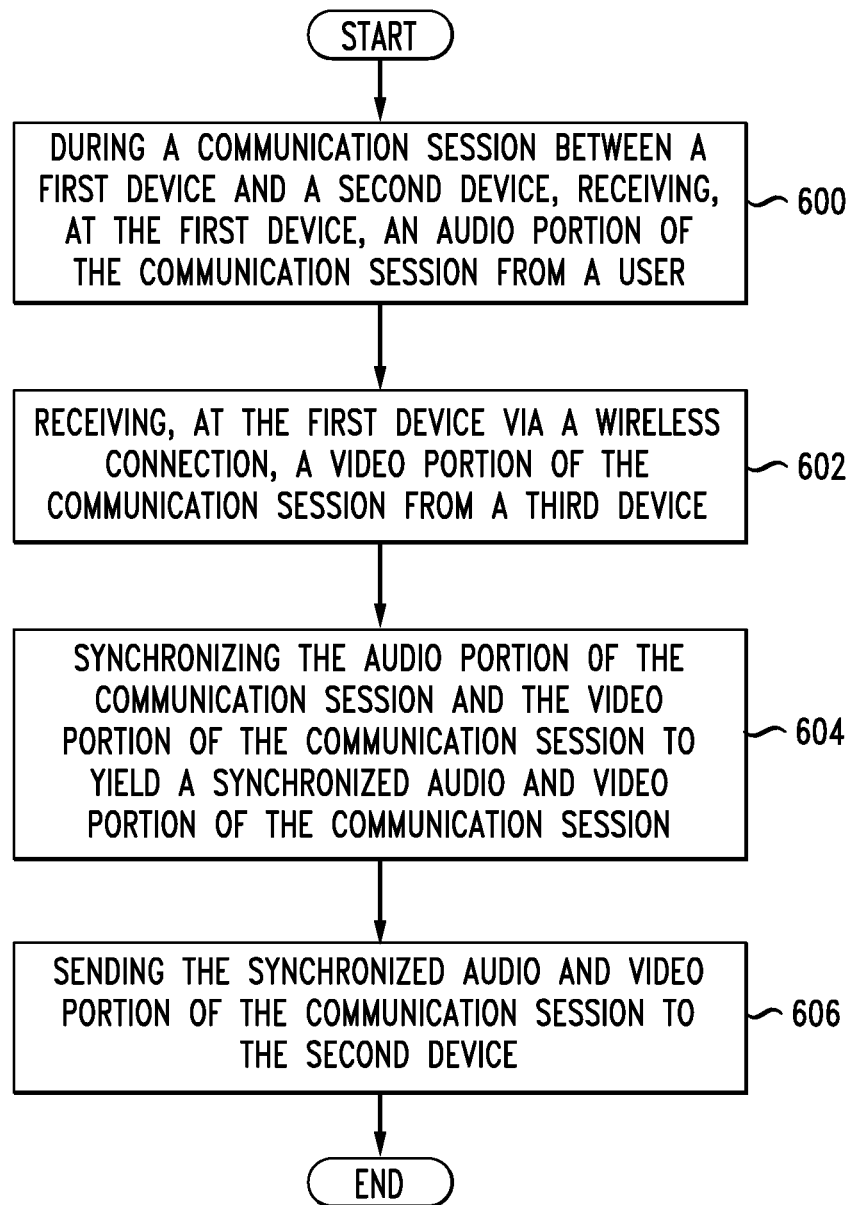 START
DURING A COMMUNICATION SESSION BETWEEN A
FIRST DEVICE AND A SECOND DEVICE, RECEIVING,
AT THE FIRST DEVICE, AN AUDIO PORTION OF
THE COMMUNICATION SESSION FROM A USER
600
RECEIVING, AT THE FIRST DEVICE VIA A WIRELESS
CONNECTION, A VIDEO PORTION OF THE
COMMUNICATION SESSION FROM A THIRD DEVICE
602
SYNCHRONIZING THE AUDIO PORTION OF THE
COMMUNICATION SESSION AND THE VIDEO
PORTION OF THE COMMUNICATION SESSION TO
YIELD A SYNCHRONIZED AUDIO AND VIDEO
PORTION OF THE COMMUNICATION SESSION
604
SENDING THE SYNCHRONIZED AUDIO AND VIDEO
PORTION OF THE COMMUNICATION SESSION TO
THE SECOND DEVICE
606
END